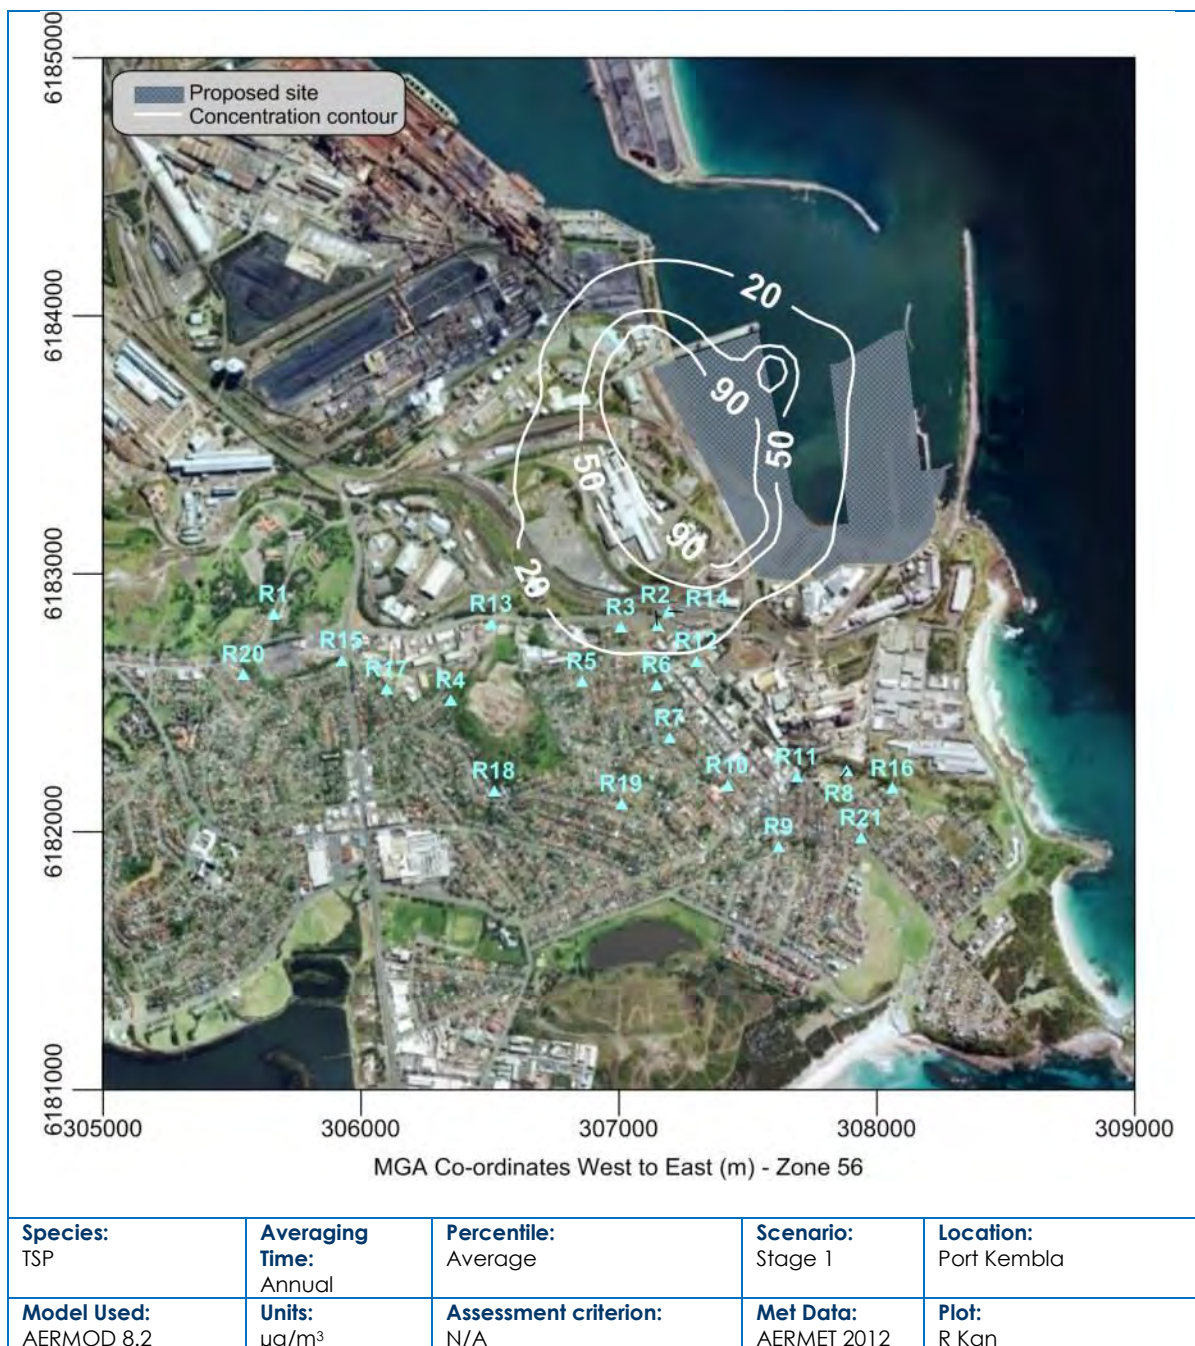 Proposed site
Concentration contour
6185000
6184000
6183000
6182000
6181000
20
90
50
50
90
20
R1
R13
R3
R2
R14
R15
R20
R17
R4
R5
R6
R12
R7
R18
R19
R10
R11
R8
R16
R9
R21
305000
306000
307000
308000
309000
MGA Co-ordinates West to East (m) - Zone 56
Species:
TSP
Averaging
Time:
Annual
Percentile:
Average
Scenario:
Stage 1
Location:
Port Kembla
Model Used:
AERMOD 8.2
Units:
µg/m³
Assessment criterion:
N/A
Met Data:
AERMET 2012
Plot:
R Kan